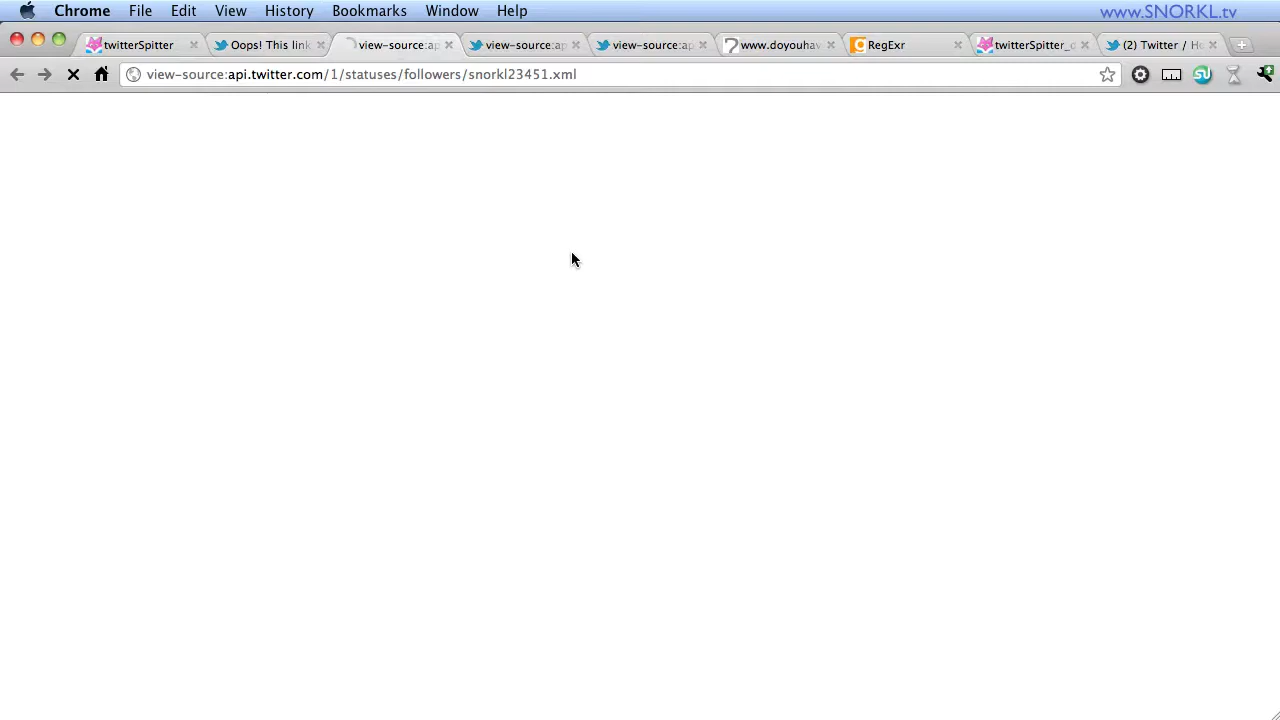 Chrome File Edit View History Bookmarks Window Help www.SNORKL.tv
twitterSpitter Oops! This link view-source:ap view-source:ap view-source:ap www.doyouhav RegExr twitterSpitter_c (2) Twitter / Ho
view-source:api.twitter.com/1/statuses/followers/snorkl23451.xml